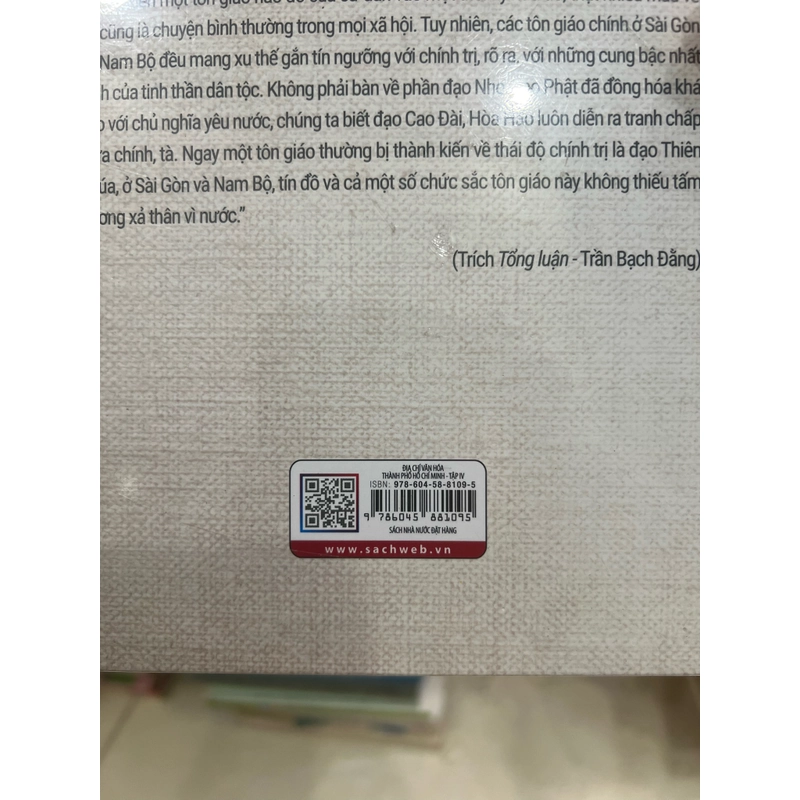 cũng là chuyện bình thường trong mọi xã hội. Tuy nhiên, các tôn giáo chính ở Sài Gòn
Nam Bộ đều mang xu thế gắn tín ngưỡng với chính trị, rõ ra, với những cung bậc nhất
h của tinh thần dân tộc. Không phải bàn về phần đạo Nho, Phật đã đồng hóa khá
với chủ nghĩa yêu nước, chúng ta biết đạo Cao Đài, Hòa Hảo luôn diễn ra tranh chấp
a chính, tà. Ngay một tôn giáo thường bị thành kiến về thái độ chính trị là đạo Thiên
úa, ở Sài Gòn và Nam Bộ, tín đồ và cả một số chức sắc tôn giáo này không thiếu tấm
ơng xả thân vì nước.”
(Trích Tổng luận - Trần Bạch Đằng)
ĐỊA CHÍ VĂN HÓA
THÀNH PHỐ HỒ CHÍ MINH - TẬP IV
ISBN: 978-604-58-8109-5
9 786045 881095
SÁCH NHÀ NƯỚC ĐẶT HÀNG
www.sachweb.vn